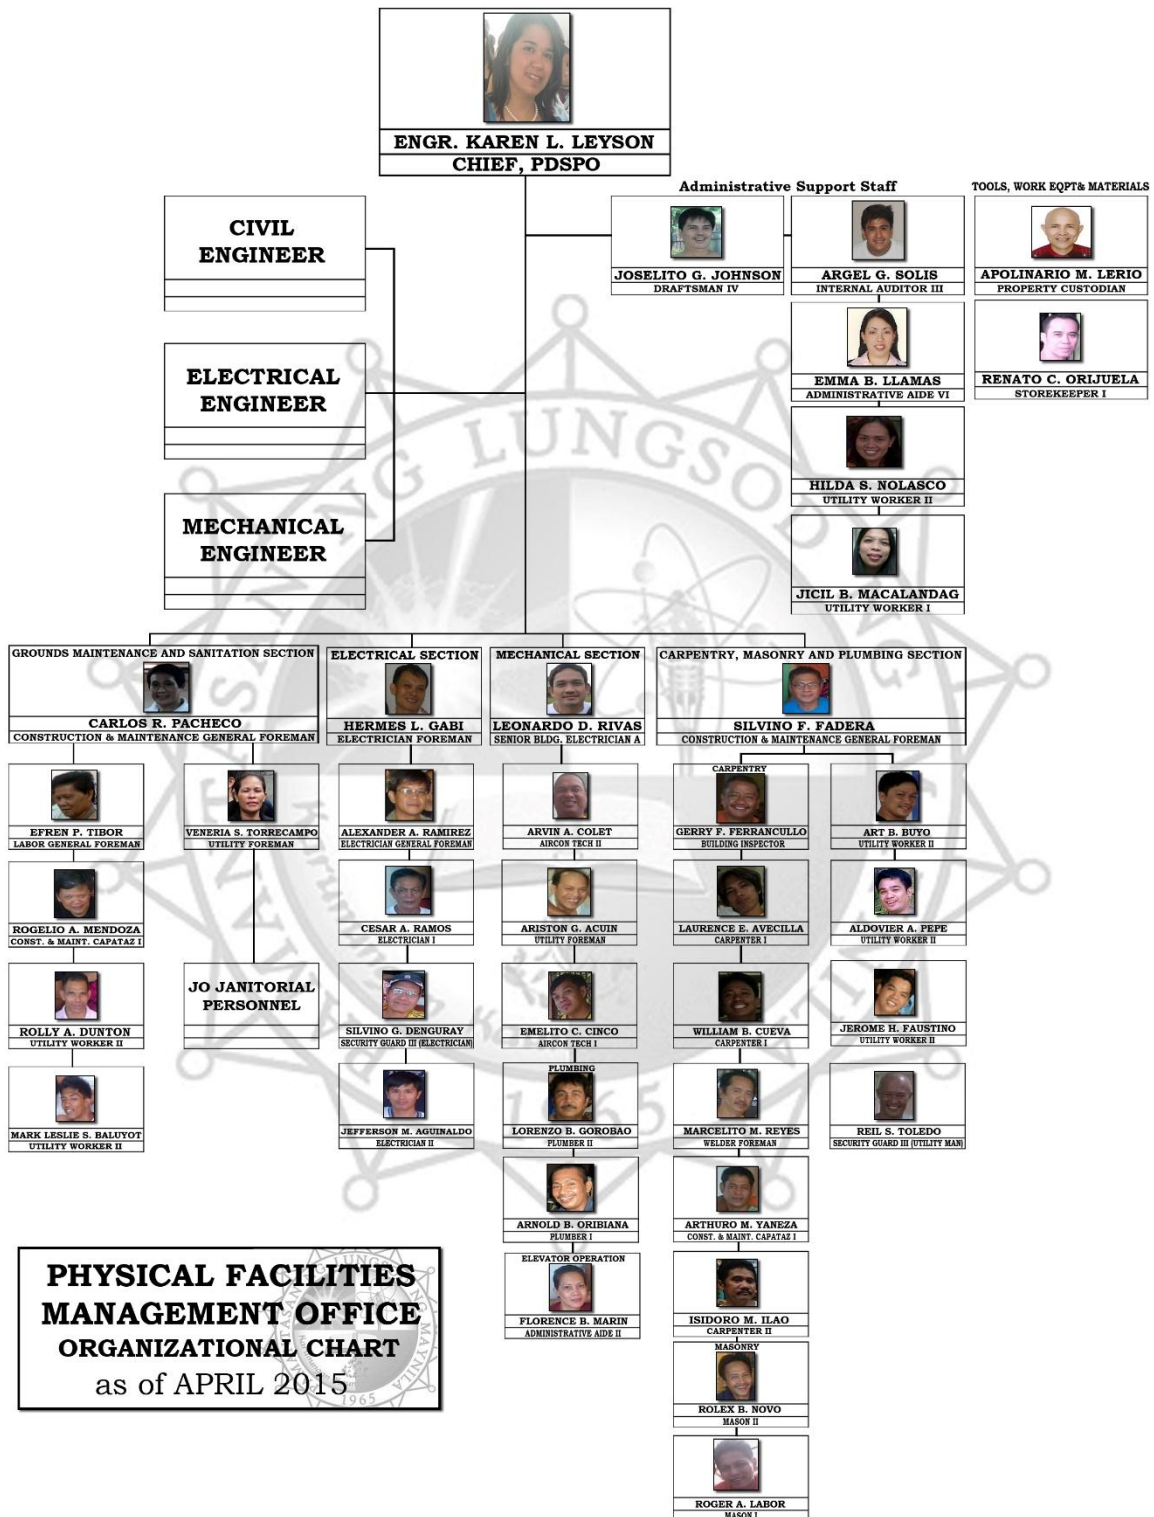 ENGR. KAREN L. LEYSON
CHIEF, PDSPO
Administrative Support Staff
TOOLS, WORK EQPT& MATERIALS
CIVIL
ENGINEER
JOSELITO G. JOHNSON
DRAFTSMAN IV
ARGEL G. SOLIS
INTERNAL AUDITOR III
APOLINARIO M. LERIO
PROPERTY CUSTODIAN
ELECTRICAL
ENGINEER
EMMA B. LLAMAS
ADMINISTRATIVE AIDE VI
RENATO C. ORIJUELA
STOREKEEPER I
HILDA S. NOLASCO
UTILITY WORKER II
MECHANICAL
ENGINEER
JICIL B. MACALANDAG
UTILITY WORKER I
GROUNDS MAINTENANCE AND SANITATION SECTION
CARLOS R. PACHECO
CONSTRUCTION & MAINTENANCE GENERAL FOREMAN
ELECTRICAL SECTION
HERMES L. GABI
ELECTRICIAN FOREMAN
MECHANICAL SECTION
LEONARDO D. RIVAS
SENIOR BLDG. ELECTRICIAN A
CARPENTRY, MASONRY AND PLUMBING SECTION
SILVINO F. FADERA
CONSTRUCTION & MAINTENANCE GENERAL FOREMAN
EFREN P. TIBOR
LABOR GENERAL FOREMAN
VENERIA S. TORRECAMPO
UTILITY FOREMAN
ALEXANDER A. RAMIREZ
ELECTRICIAN GENERAL FOREMAN
ARVIN A. COLET
AIRCON TECH II
CARPENTRY
GERRY F. FERRANCULLO
BUILDING INSPECTOR
ART B. BUYO
UTILITY WORKER II
ROGELIO A. MENDOZA
CONST. & MAINT. CAPATAZ I
CESAR A. RAMOS
ELECTRICIAN I
ARISTON G. ACUIN
UTILITY FOREMAN
LAURENCE E. AVECILLA
CARPENTER I
ALDOVIER A. PEPE
UTILITY WORKER II
ROLLY A. DUNTON
UTILITY WORKER II
JO JANITORIAL
PERSONNEL
SILVINO G. DENGURAY
SECURITY GUARD III (ELECTRICIAN)
EMELITO C. CINCO
AIRCON TECH I
WILLIAM B. CUEVA
CARPENTER I
JEROME H. FAUSTINO
UTILITY WORKER II
MARK LESLIE S. BALUYOT
UTILITY WORKER II
JEFFERSON M. AGUINALDO
ELECTRICIAN II
PLUMBING
LORENZO B. GOROBAO
PLUMBER II
MARCELITO M. REYES
WELDER FOREMAN
REIL S. TOLEDO
SECURITY GUARD III (UTILITY MAN)
ARNOLD B. ORIBIANA
PLUMBER I
ARTHURO M. YANEZA
CONST. & MAINT. CAPATAZ I
ELEVATOR OPERATION
FLORENCE B. MARIN
ADMINISTRATIVE AIDE II
ISIDORO M. ILAO
CARPENTER II
MASONRY
ROLEX B. NOVO
MASON II
ROGER A. LABOR
MASON I
PHYSICAL FACILITIES
MANAGEMENT OFFICE
ORGANIZATIONAL CHART
as of APRIL 2015
PAMANTASAN NG LUNGSOD NG MAYNILA
1965